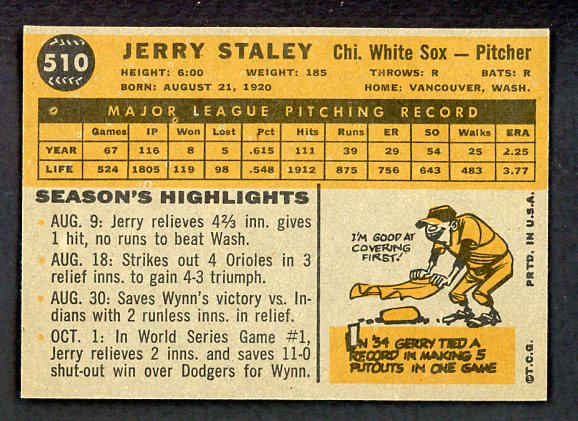 510
JERRY STALEY Chi. White Sox — Pitcher
HEIGHT: 6:00 WEIGHT: 185 THROWS: R BATS: R
BORN: AUGUST 21, 1920 HOME: VANCOUVER, WASH.
MAJOR LEAGUE PITCHING RECORD
Games IP Won Lost Pct Hits Runs ER SO Walks ERA
YEAR 67 116 8 5 .615 111 39 29 54 25 2.25
LIFE 524 1805 119 98 .548 1912 875 756 643 483 3.77
SEASON'S HIGHLIGHTS
• AUG. 9: Jerry relieves 4⅔ inn. gives
1 hit, no runs to beat Wash.
• AUG. 18: Strikes out 4 Orioles in 3
relief inns. to gain 4-3 triumph.
• AUG. 30: Saves Wynn's victory vs. In-
dians with 2 runless inn. in relief.
• OCT. 1: In World Series Game #1,
Jerry relieves 2 inns. and saves 11-0
shut-out win over Dodgers for Wynn.
I'M GOOD AT
COVERING
FIRST!
IN '54 GERRY TIED A
RECORD IN MAKING 5
PUTOUTS IN ONE GAME
©T.C.G. PRTD. IN U.S.A.